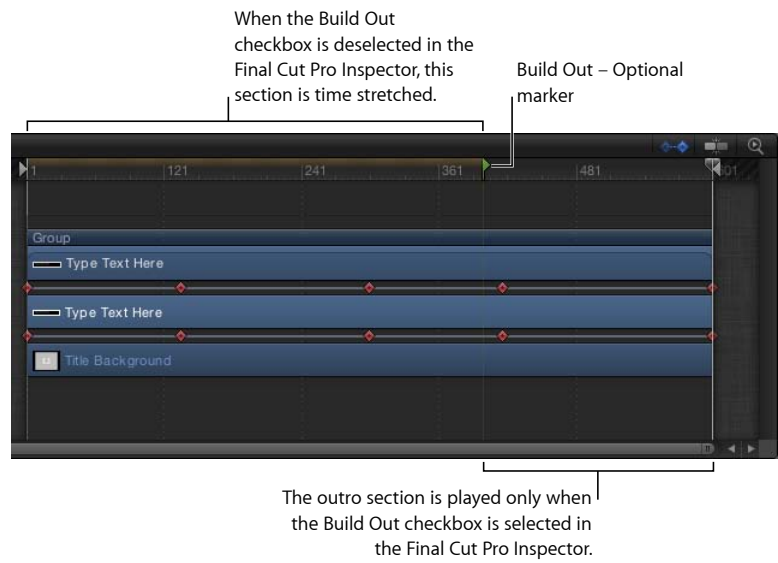 When the Build Out
checkbox is deselected in the
Final Cut Pro Inspector, this
section is time stretched.
Build Out – Optional
marker
1 121 241 361 481 601
Group
Type Text Here
Type Text Here
Title Background
The outro section is played only when
the Build Out checkbox is selected in
the Final Cut Pro Inspector.